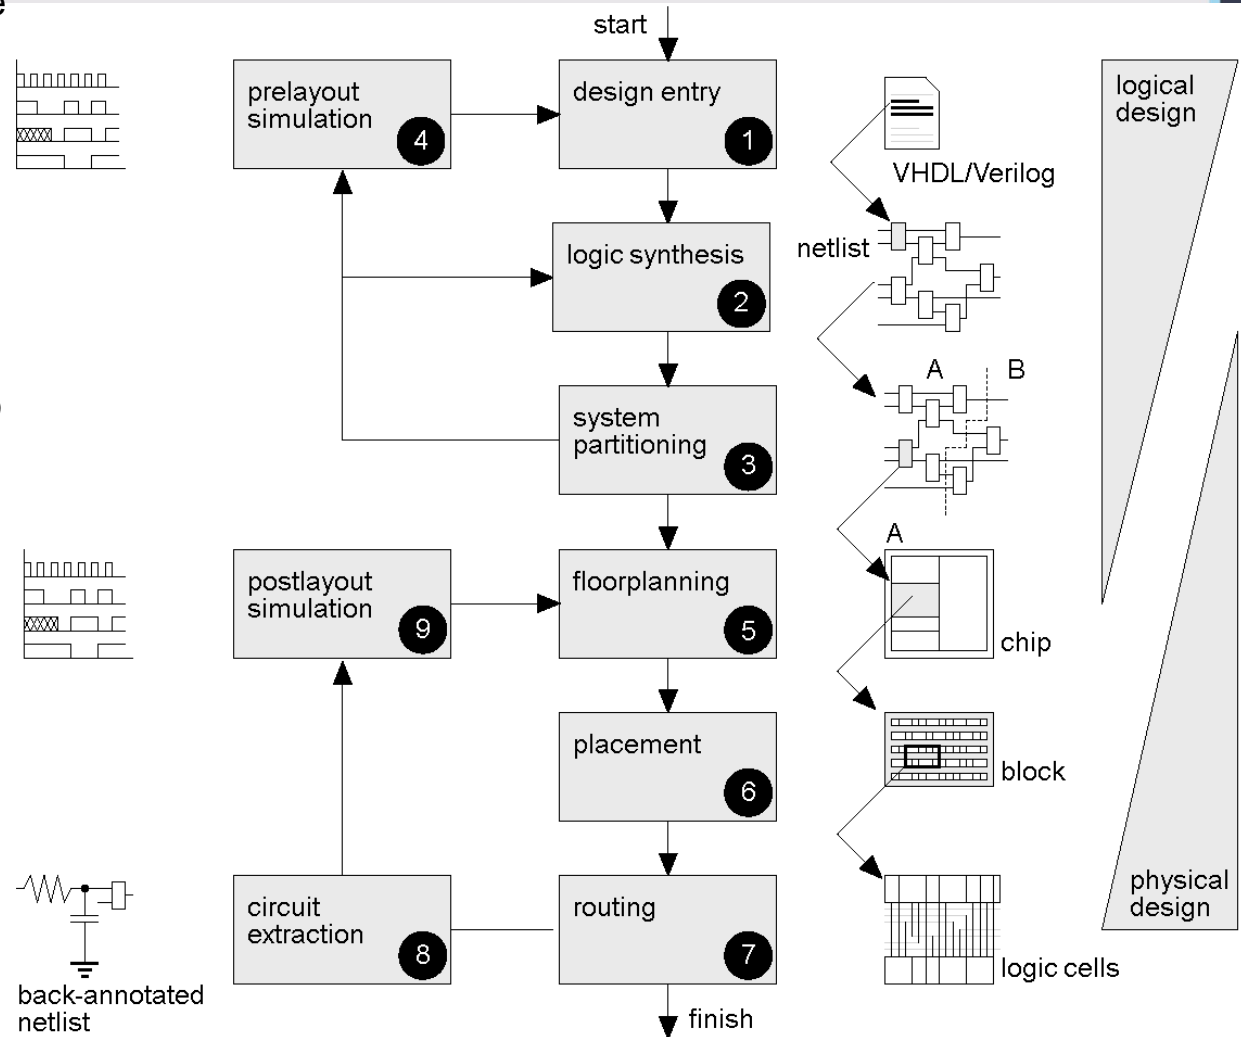 e
start
prelayout
simulation
4
design entry
1
VHDL/Verilog
logical
design
logic synthesis
2
netlist
system
partitioning
3
A
B
postlayout
simulation
9
floorplanning
5
A
chip
placement
6
block
circuit
extraction
8
routing
7
logic cells
physical
design
back-annotated
netlist
finish